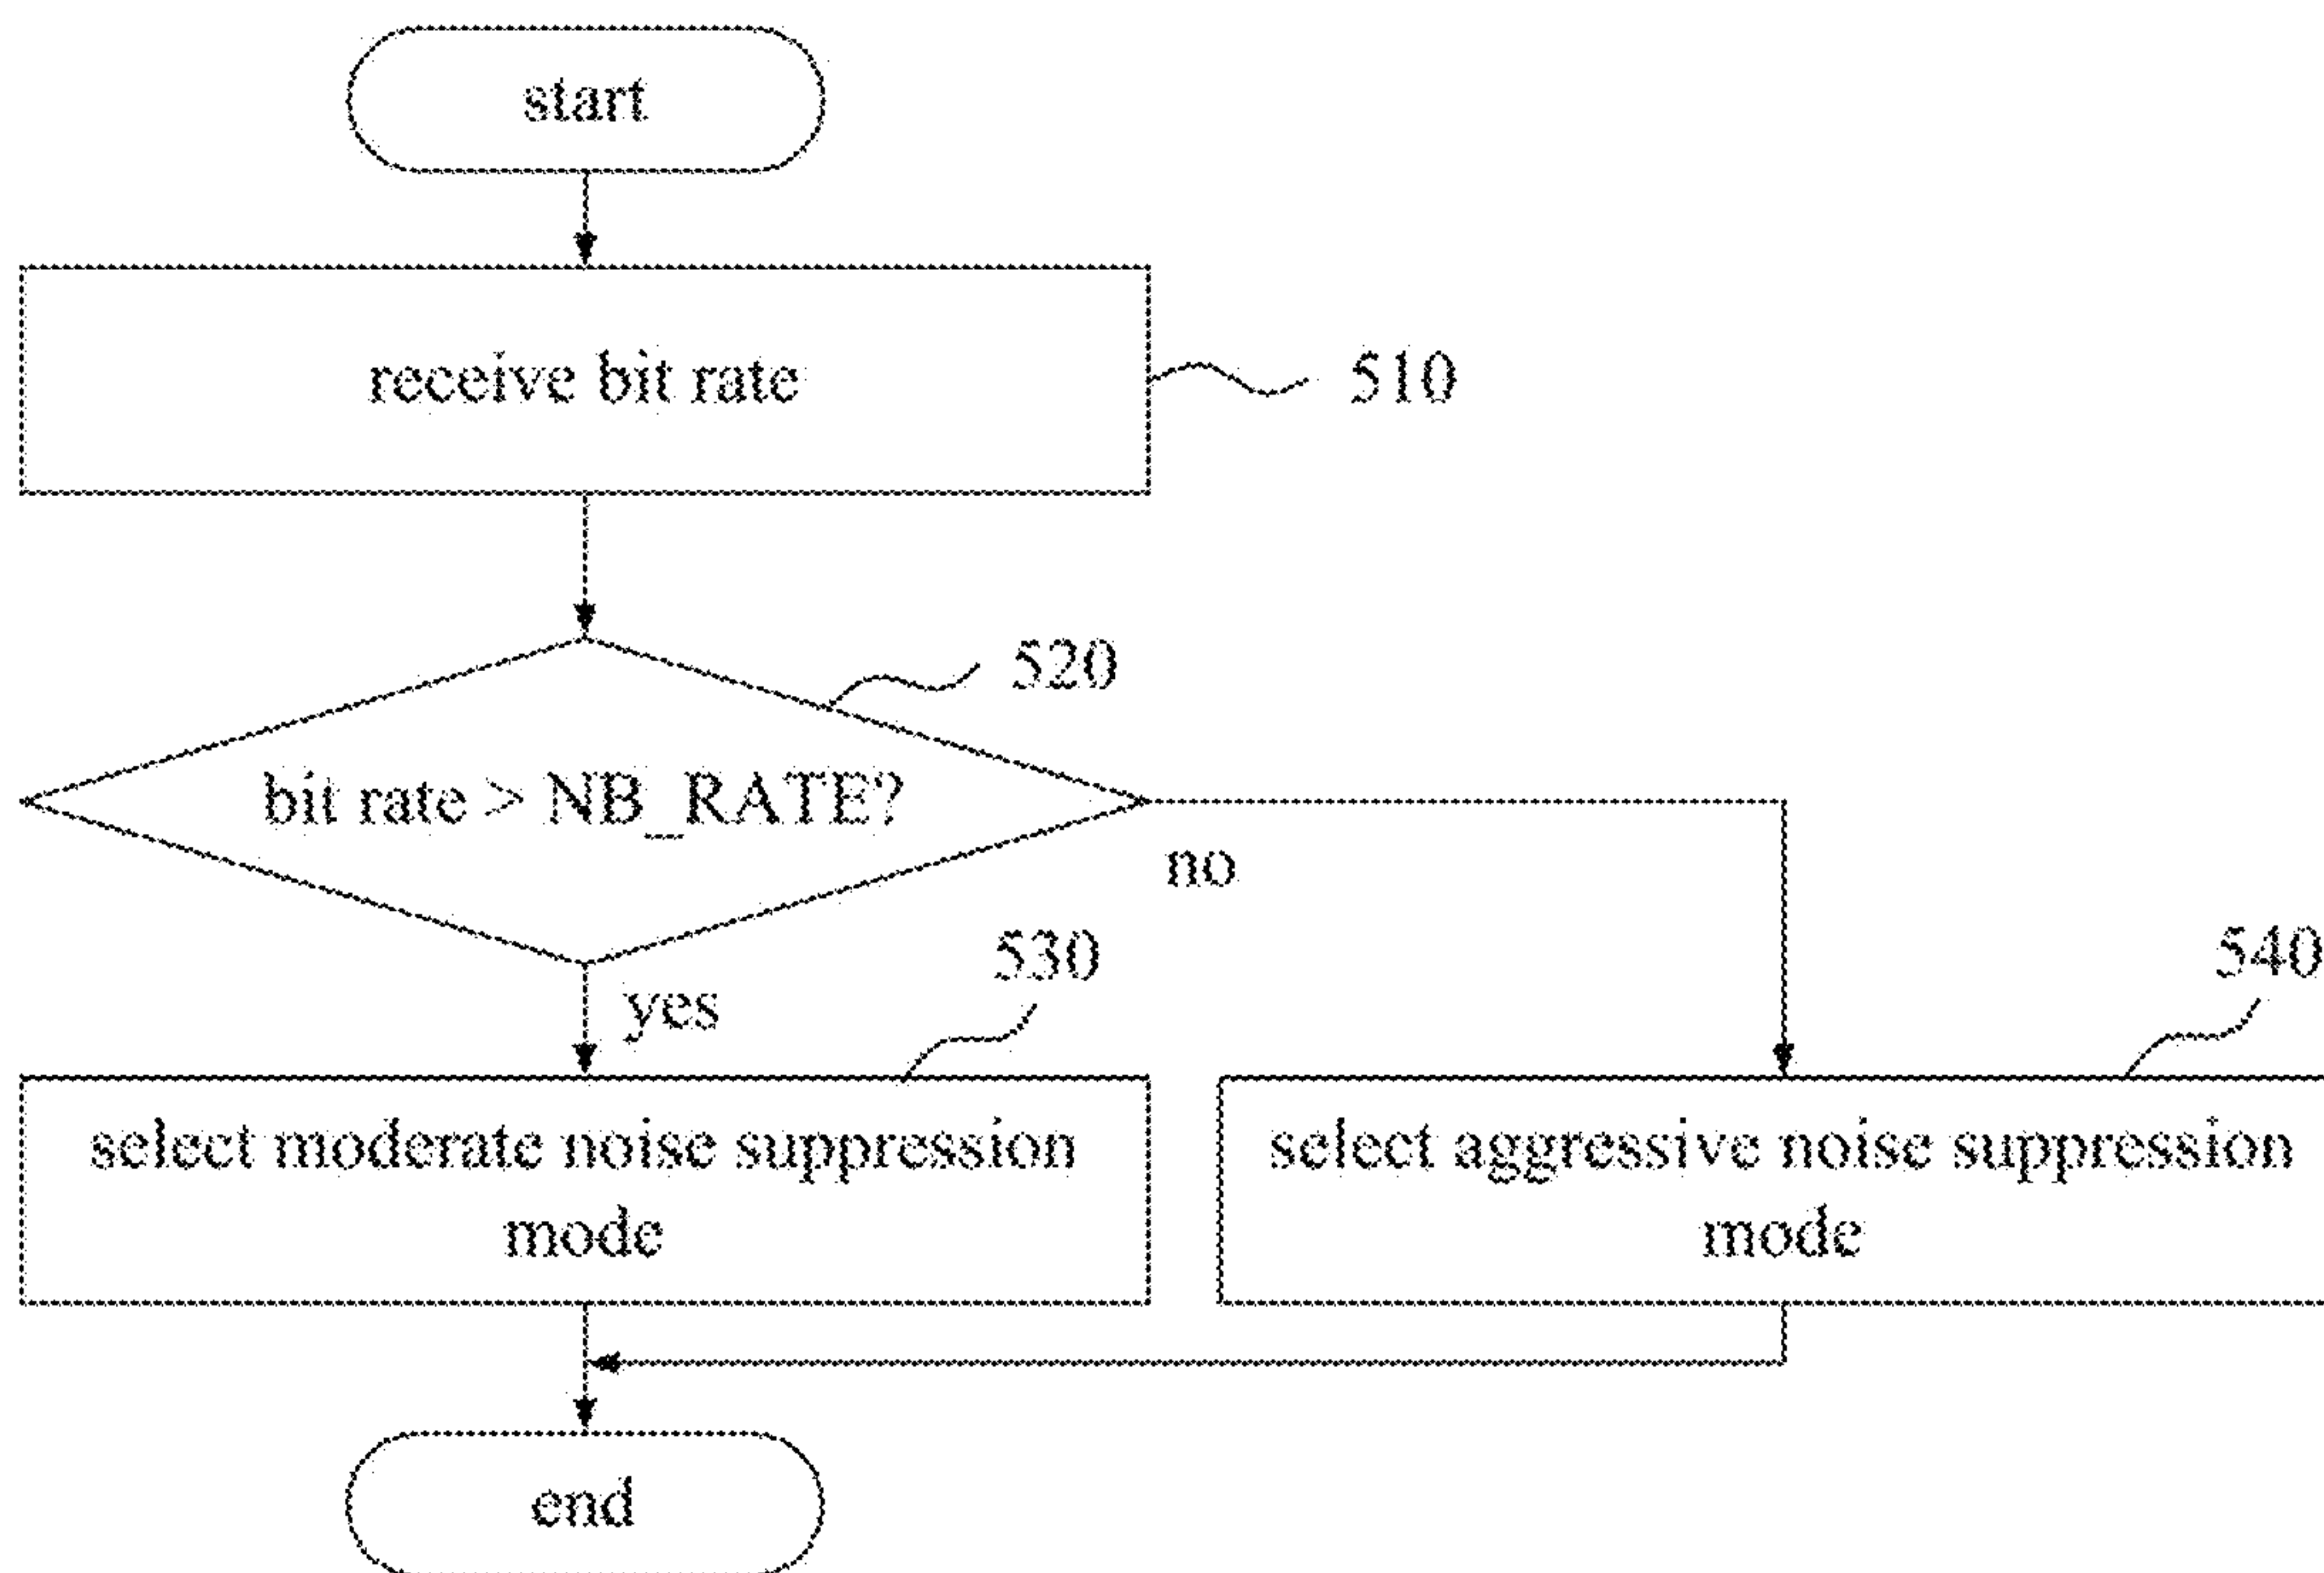 start
receive bit rate
510
520
bit rate > NB_RATE?
no
yes
530
540
select moderate noise suppression
mode
select aggressive noise suppression
mode
end